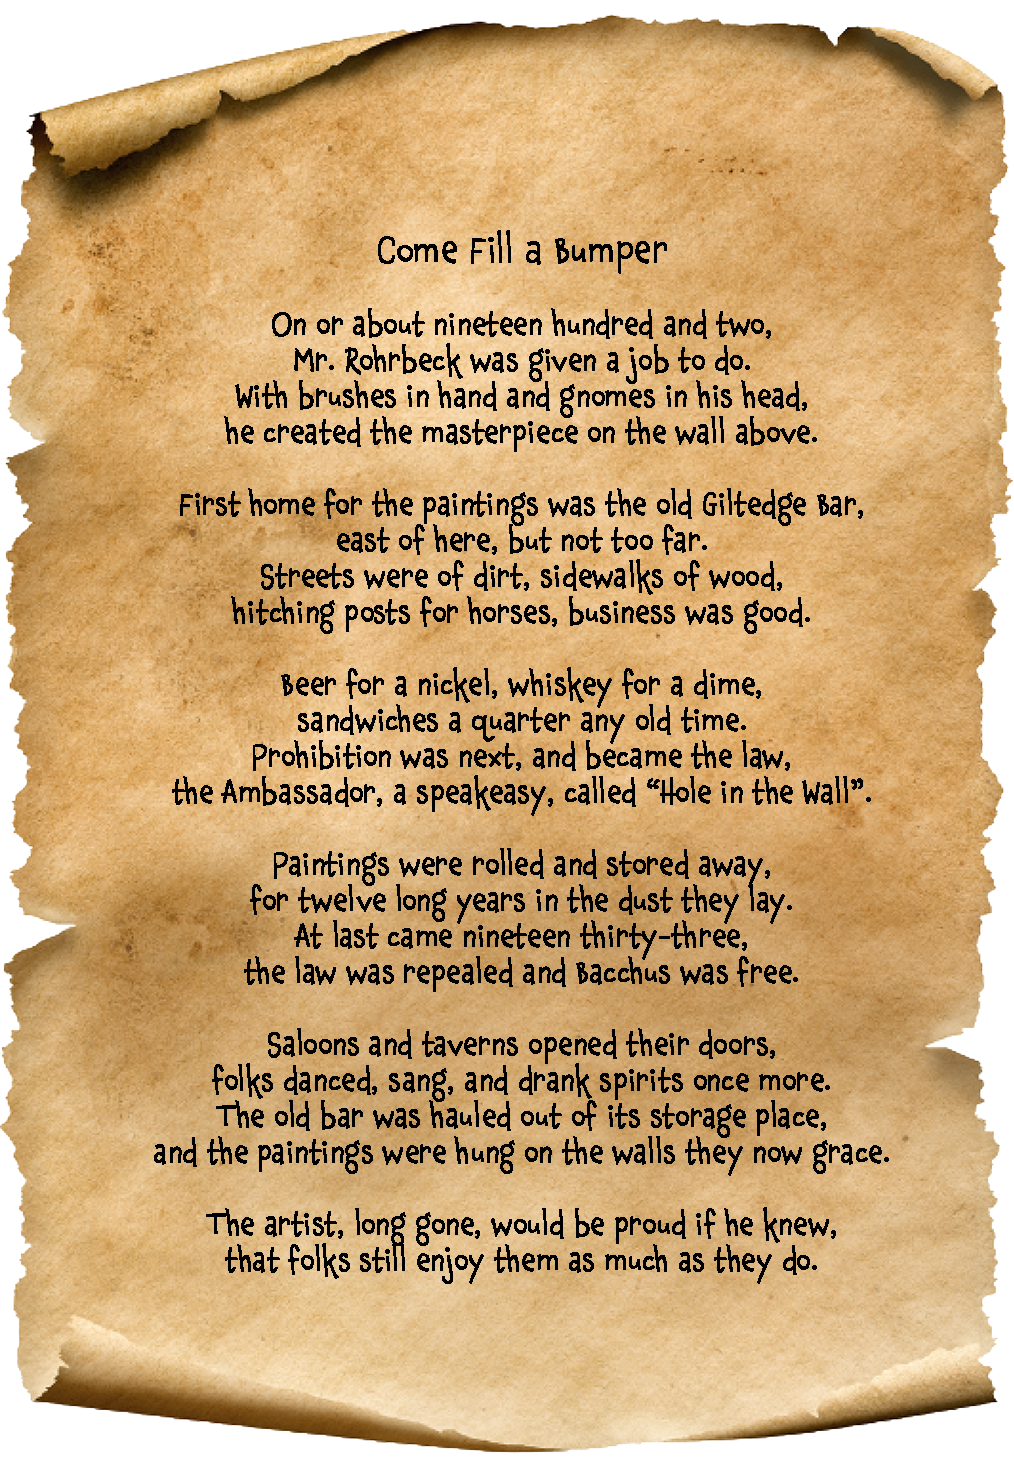 Come Fill a Bumper
On or about nineteen hundred and two,
Mr. Rohrbeck was given a job to do.
With brushes in hand and gnomes in his head,
he created the masterpiece on the wall above.
First home for the paintings was the old Giltedge Bar,
east of here, but not too far.
Streets were of dirt, sidewalks of wood,
hitching posts for horses, business was good.
Beer for a nickel, whiskey for a dime,
sandwiches a quarter any old time.
Prohibition was next, and became the law,
the Ambassador, a speakeasy, called “Hole in the Wall”.
Paintings were rolled and stored away,
for twelve long years in the dust they lay.
At last came nineteen thirty-three,
the law was repealed and Bacchus was free.
Saloons and taverns opened their doors,
folks danced, sang, and drank spirits once more.
The old bar was hauled out of its storage place,
and the paintings were hung on the walls they now grace.
The artist, long gone, would be proud if he knew,
that folks still enjoy them as much as they do.